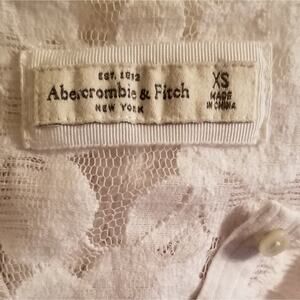 EST. 1892
Abercrombie & Fitch
NEW YORK
XS
MADE
IN CHINA